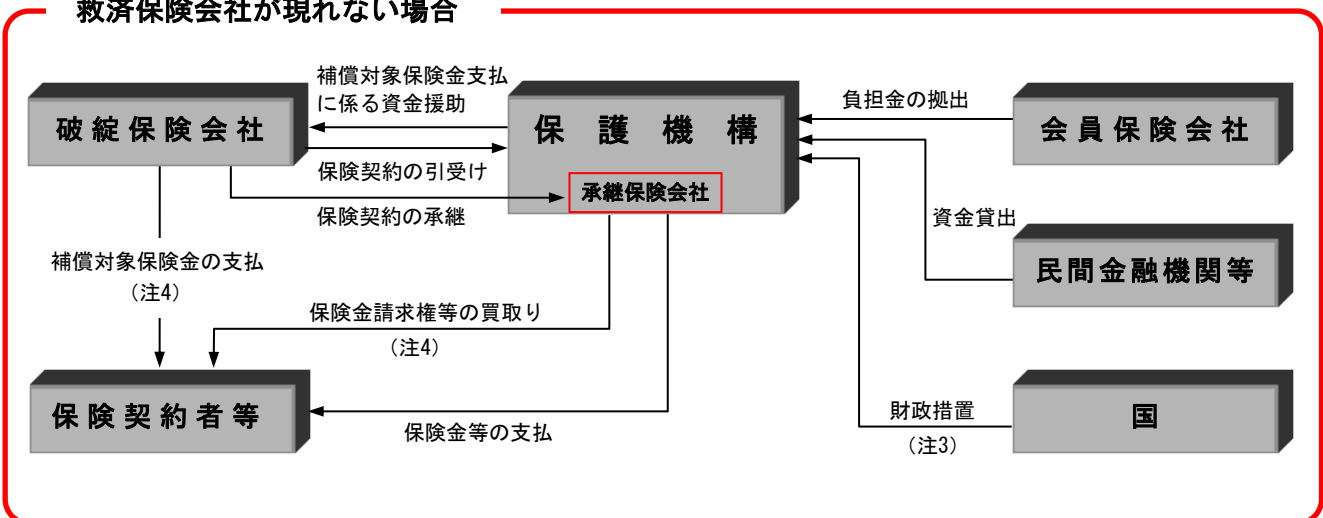 救済保険会社が現れない場合
補償対象保険金支払
に係る資金援助
破綻保険会社
保護機構
負担金の拠出
会員保険会社
保険契約の引受け
承継保険会社
保険契約の承継
資金貸出
補償対象保険金の支払
（注4）
民間金融機関等
保険金請求権等の買取り
（注4）
保険契約者等
保険金等の支払
財政措置
（注3）
国